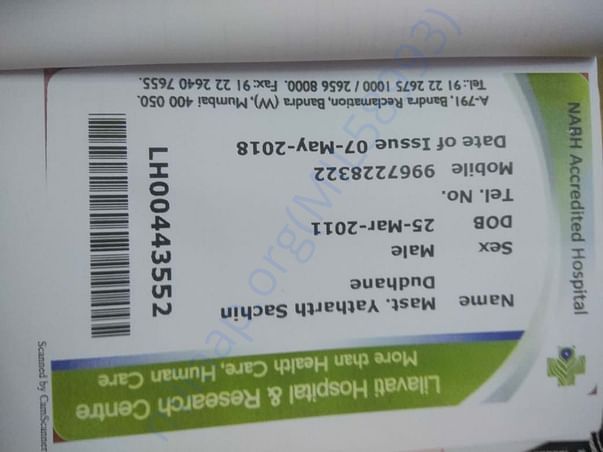 Lilavati Hospital & Research Centre
More than Health Care, Human Care
NABH Accredited Hospital
Name Mast. Yatharth Sachin
Dudhane
Sex Male
DOB 25-Mar-2011
Tel. No.
Mobile 9967228322
Date of Issue 07-May-2018
LH00443552
A-791, Bandra Reclamation, Bandra (W), Mumbai 400 050.
Tel.: 91 22 2675 1000 / 2656 8000. Fax: 91 22 2640 7655.
Scanned by CamScanner